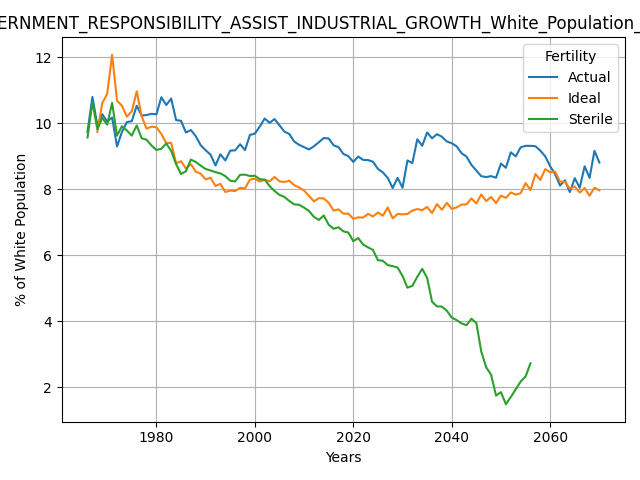 ERNMENT_RESPONSIBILITY_ASSIST_INDUSTRIAL_GROWTH_White_Population_
Fertility
Actual
Ideal
Sterile
% of White Population
12
10
8
6
4
2
1980 2000 2020 2040 2060
Years